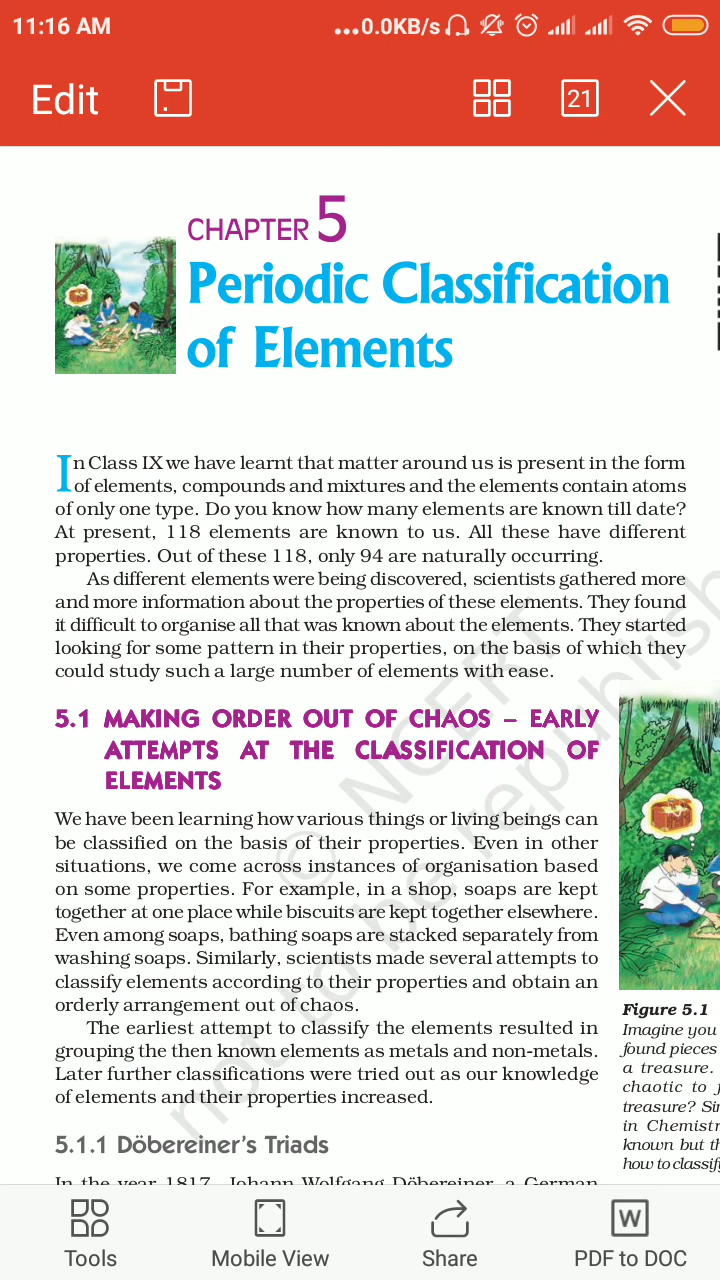 11:16 AM
...0.0KB/s
Edit
21
CHAPTER 5
Periodic Classification
of Elements
In Class IX we have learnt that matter around us is present in the form
of elements, compounds and mixtures and the elements contain atoms
of only one type. Do you know how many elements are known till date?
At present, 118 elements are known to us. All these have different
properties. Out of these 118, only 94 are naturally occurring.
As different elements were being discovered, scientists gathered more
and more information about the properties of these elements. They found
it difficult to organise all that was known about the elements. They started
looking for some pattern in their properties, on the basis of which they
could study such a large number of elements with ease.
5.1 MAKING ORDER OUT OF CHAOS – EARLY
ATTEMPTS AT THE CLASSIFICATION OF
ELEMENTS
We have been learning how various things or living beings can
be classified on the basis of their properties. Even in other
situations, we come across instances of organisation based
on some properties. For example, in a shop, soaps are kept
together at one place while biscuits are kept together elsewhere.
Even among soaps, bathing soaps are stacked separately from
washing soaps. Similarly, scientists made several attempts to
classify elements according to their properties and obtain an
orderly arrangement out of chaos.
The earliest attempt to classify the elements resulted in
grouping the then known elements as metals and non-metals.
Later further classifications were tried out as our knowledge
of elements and their properties increased.
5.1.1 Döbereiner's Triads
In the year 1817, Johann Wolfgang Döbereiner, a German
Figure 5.1
Imagine you
found pieces
a treasure.
chaotic to
treasure?
in
known but
how to
© NCERT
not to be republish
Tools
Mobile View
Share
W
PDF to DOC